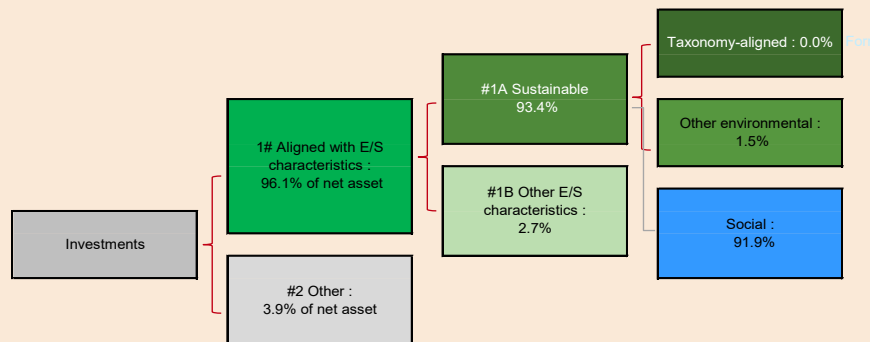 Taxonomy-aligned : 0.0%
#1A Sustainable
93.4%
Other environmental :
1.5%
1# Aligned with E/S
characteristics :
96.1% of net asset
#1B Other E/S
characteristics :
2.7%
Social :
91.9%
Investments
#2 Other :
3.9% of net asset